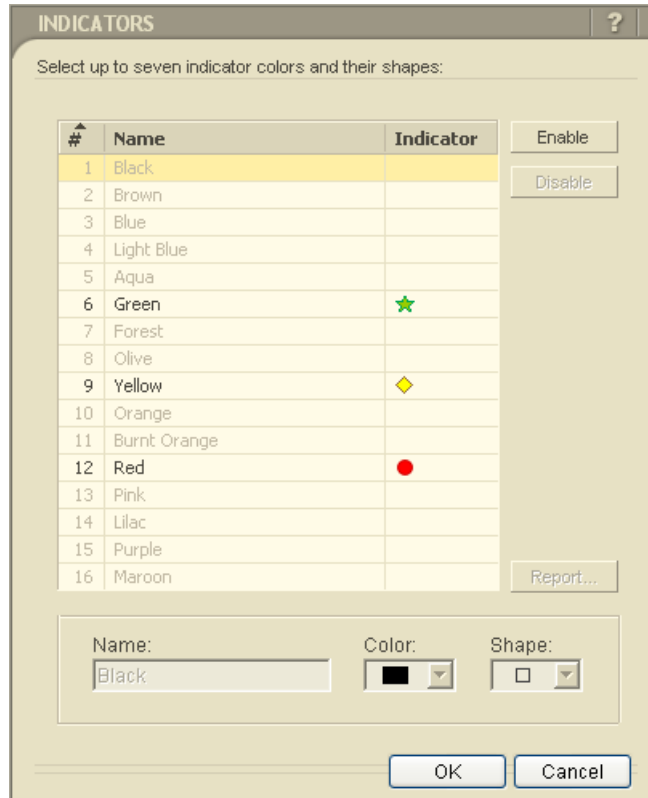 INDICATORS ?
Select up to seven indicator colors and their shapes:
# Name Indicator Enable
1 Black
Disable
2 Brown
3 Blue
4 Light Blue
5 Aqua
6 Green
7 Forest
8 Olive
9 Yellow
10 Orange
11 Burnt Orange
12 Red
13 Pink
14 Lilac
15 Purple
16 Maroon Report...
Name: Color: Shape:
Black
OK Cancel